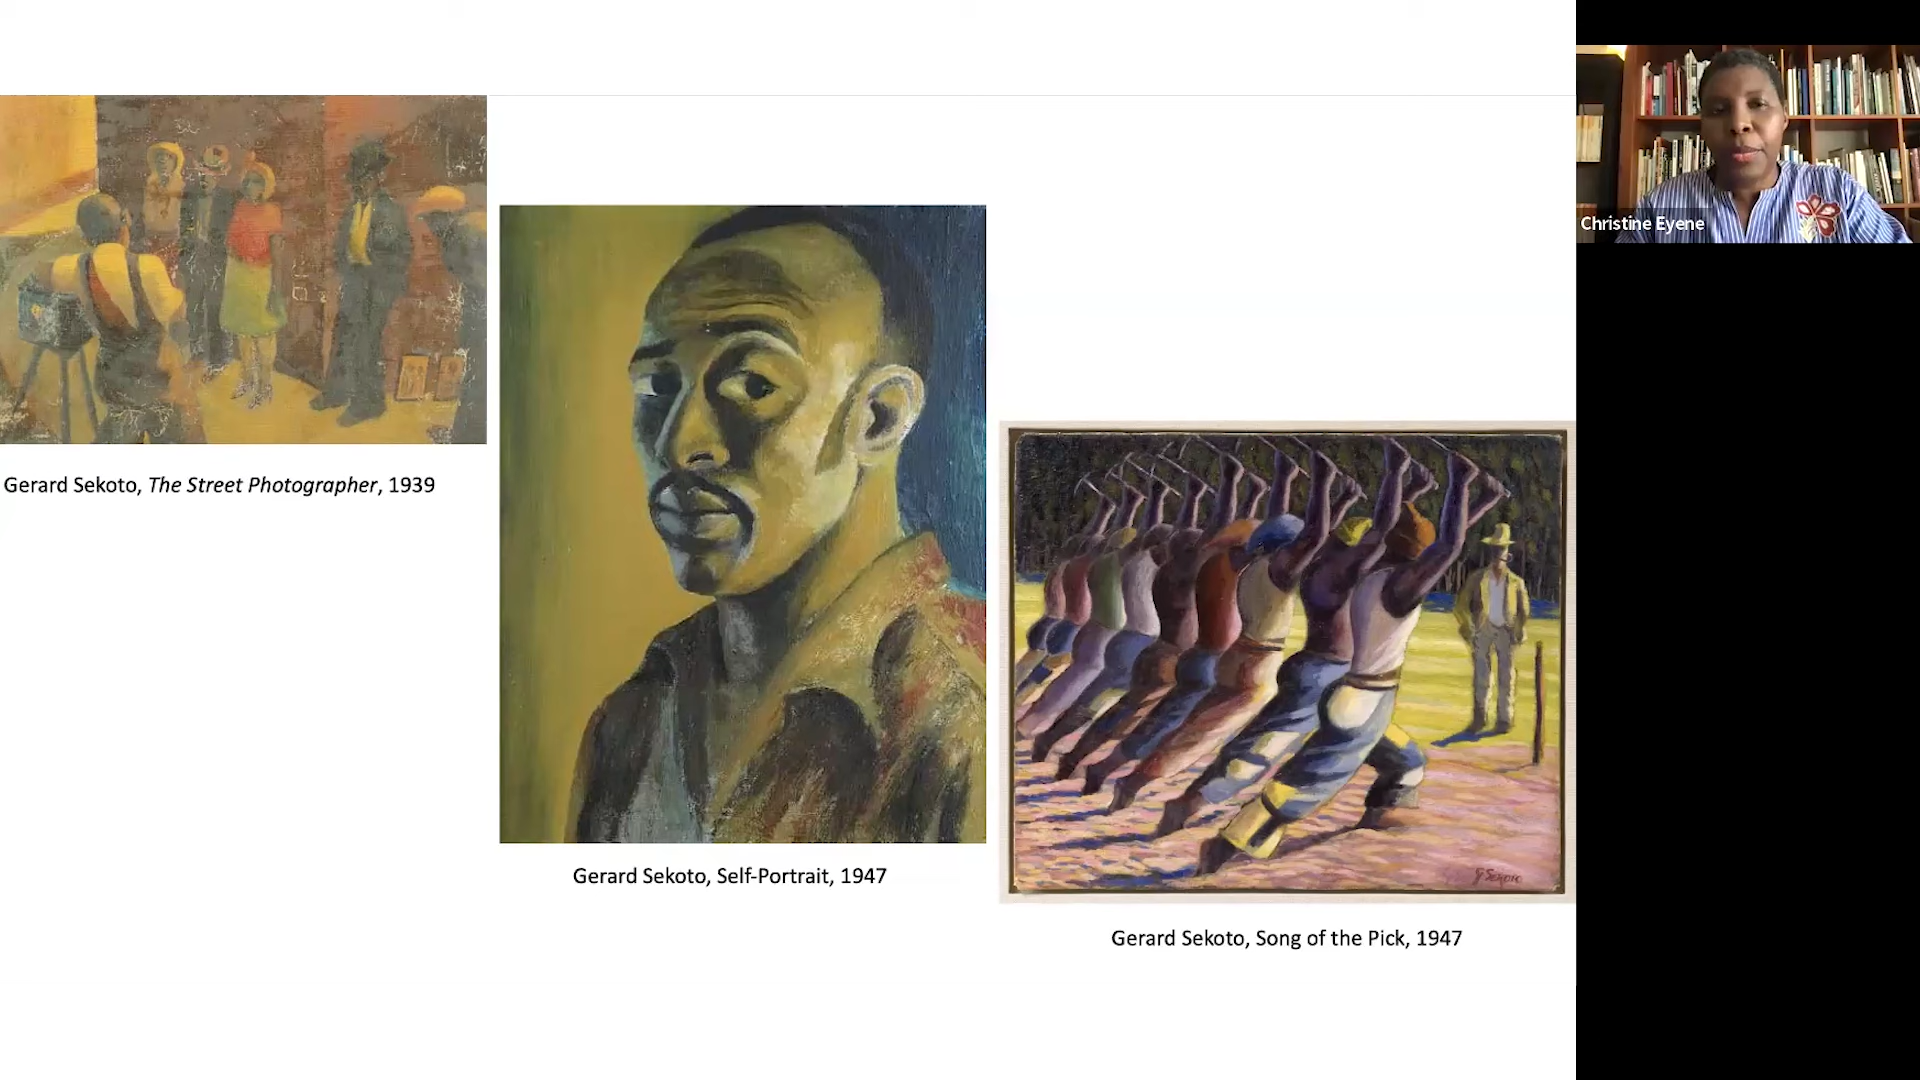 Christine Eyene
Gerard Sekoto, The Street Photographer, 1939
Gerard Sekoto, Self-Portrait, 1947
G SEKOTO
Gerard Sekoto, Song of the Pick, 1947